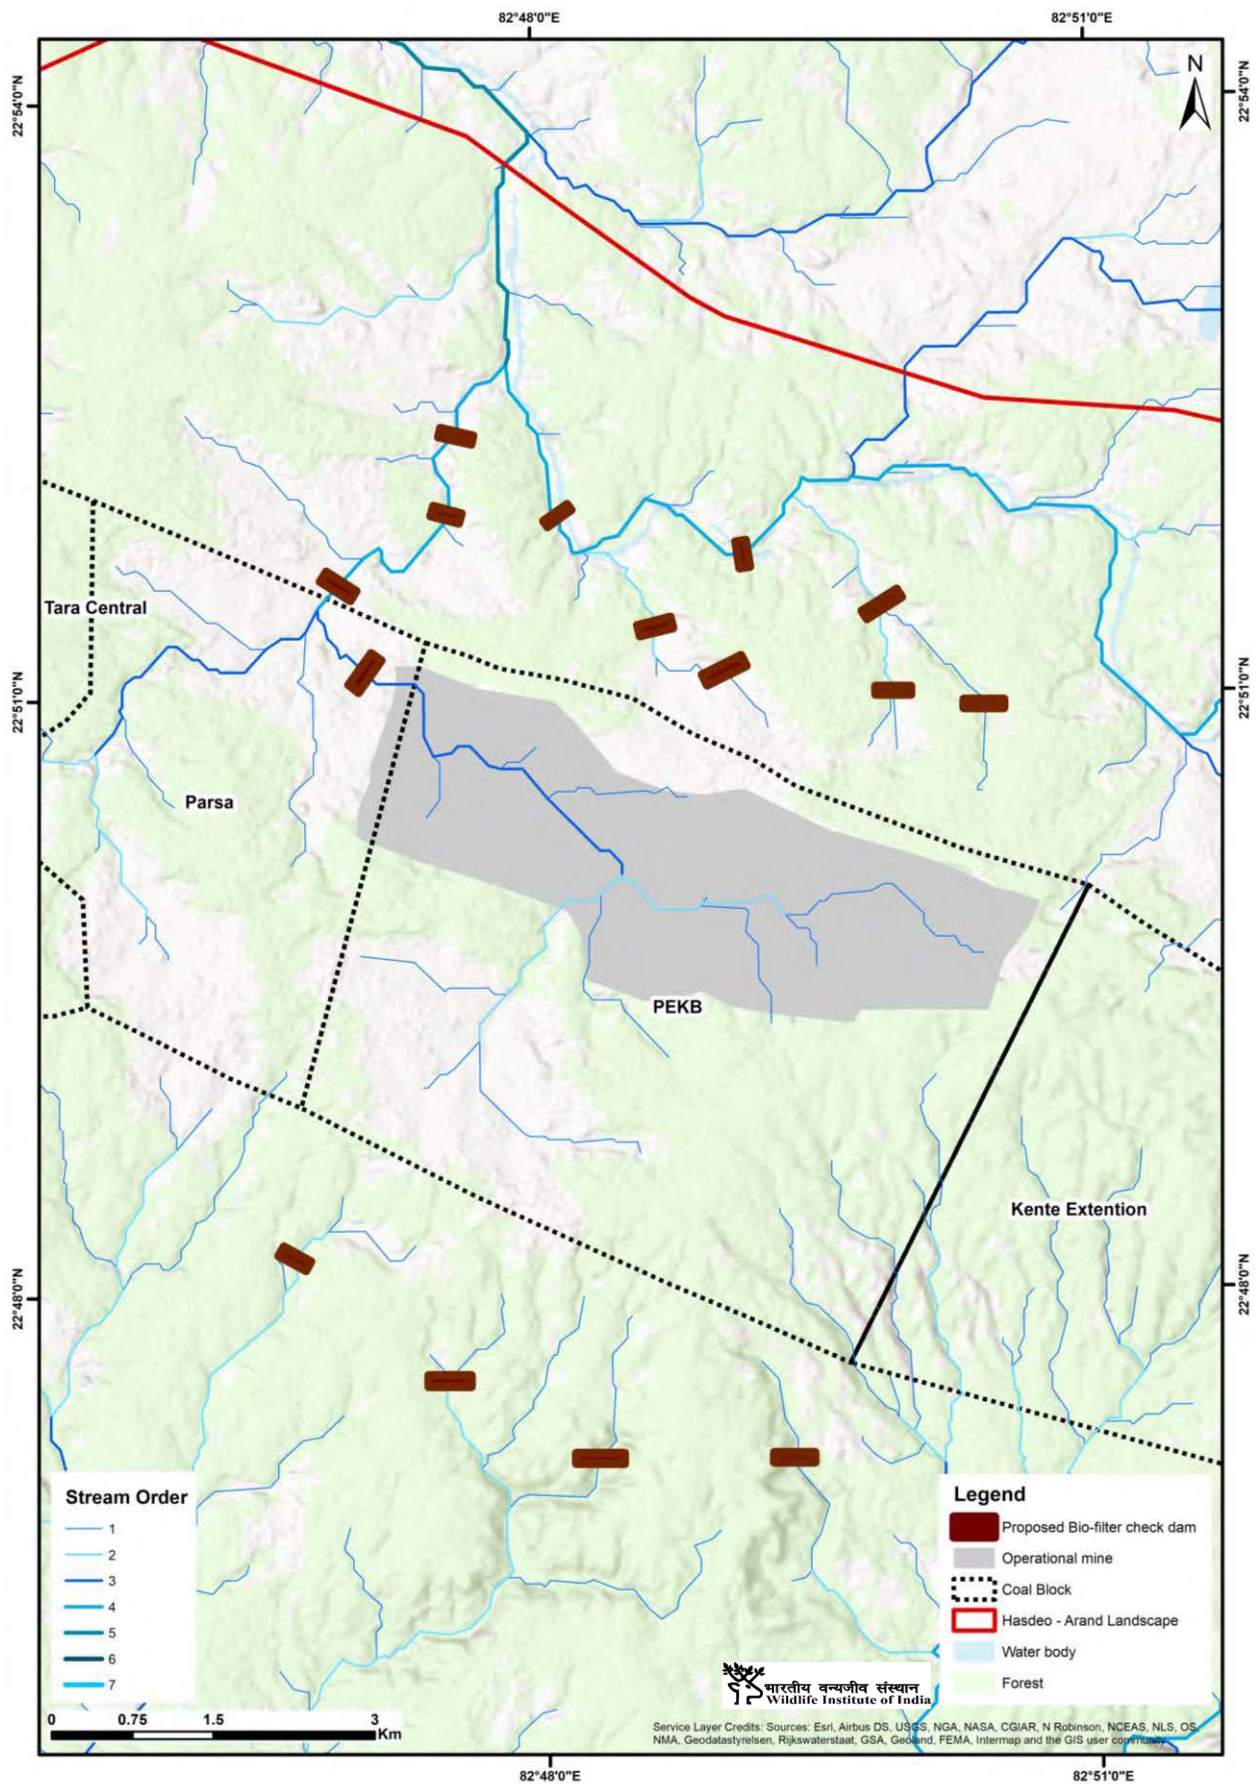 82°48'0"E
82°51'0"E
N
22°54'0"N
22°54'0"N
Tara Central
22°51'0"N
22°51'0"N
Parsa
PEKB
Kente Extention
22°48'0"N
22°48'0"N
Stream Order
1
2
3
4
5
6
7
Legend
Proposed Bio-filter check dam
Operational mine
Coal Block
Hasdeo - Arand Landscape
Water body
Forest
भारतीय वन्यजीव संस्थान
Wildlife Institute of India
0 0.75 1.5 3
Km
Service Layer Credits: Sources: Esri, Airbus DS, USGS, NGA, NASA, CGIAR, N Robinson, NCEAS, NLS, OS,
NMA, Geodatastyrelsen, Rijkswaterstaat, GSA, Geoland, FEMA, Intermap and the GIS user community
82°48'0"E
82°51'0"E